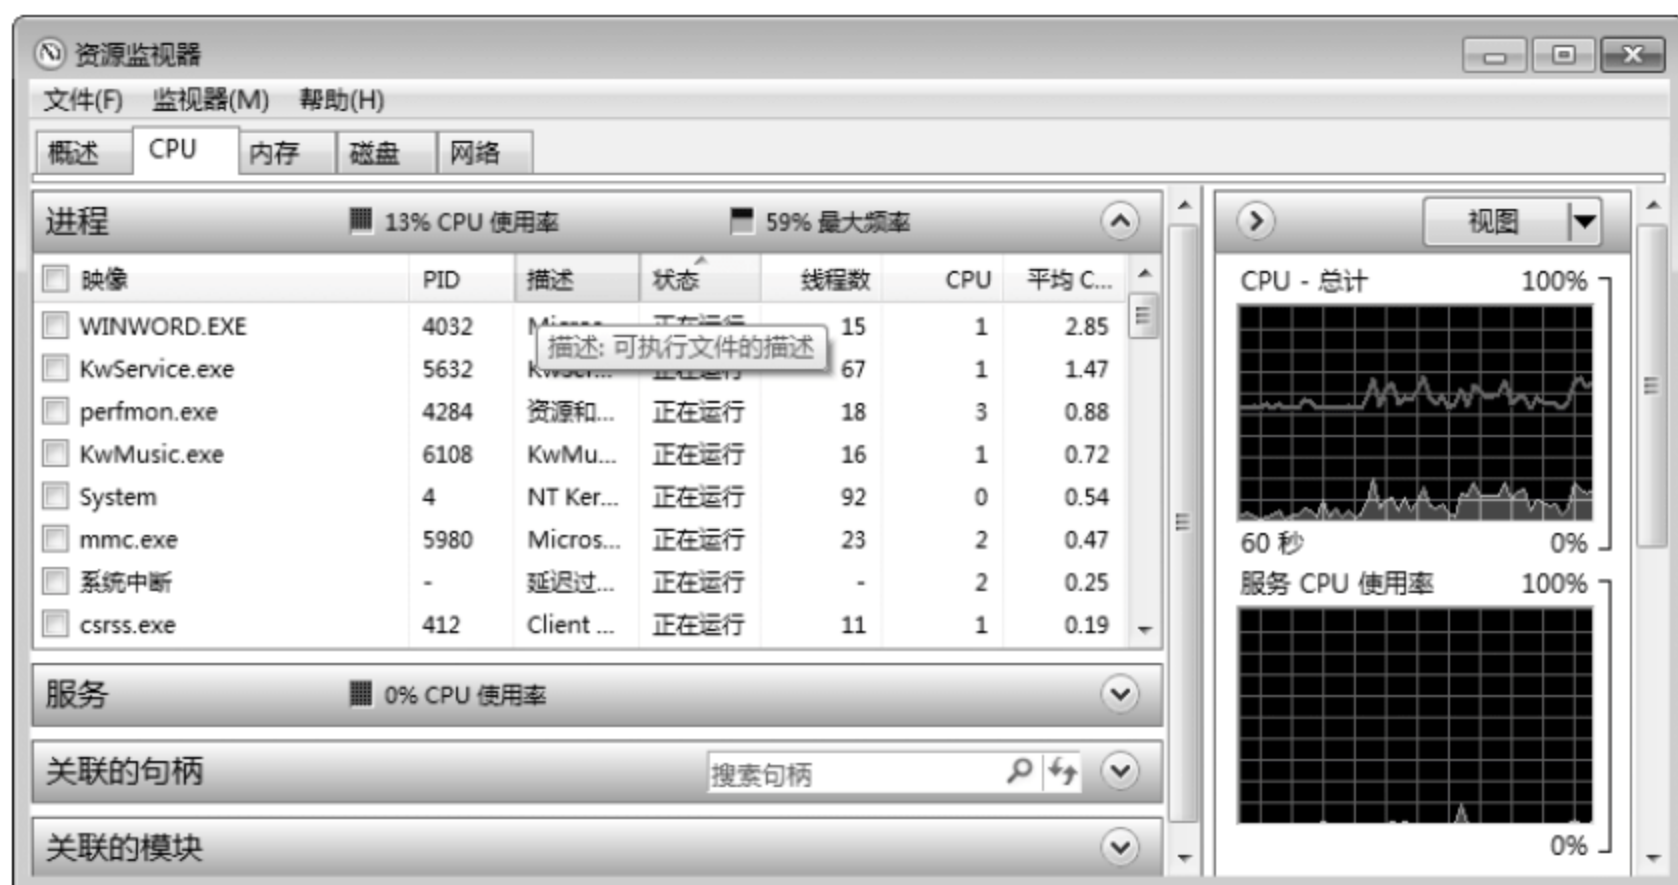 资源监视器
文件(F) 监视器(M) 帮助(H)
概述 CPU 内存 磁盘 网络
进程 13% CPU 使用率 59% 最大频率
映像 PID 描述 状态 线程数 CPU 平均 C...
WINWORD.EXE 4032 15 1 2.85
描述: 可执行文件的描述
KwService.exe 5632 67 1 1.47
perfmon.exe 4284 资源和... 正在运行 18 3 0.88
KwMusic.exe 6108 KwMu... 正在运行 16 1 0.72
System 4 NT Ker... 正在运行 92 0 0.54
mmc.exe 5980 Micros... 正在运行 23 2 0.47
系统中断 - 延迟过... 正在运行 - 2 0.25
csrss.exe 412 Client ... 正在运行 11 1 0.19
服务 0% CPU 使用率
关联的句柄 搜索句柄
关联的模块
视图
CPU - 总计 100%
60 秒 0%
服务 CPU 使用率 100%
0%